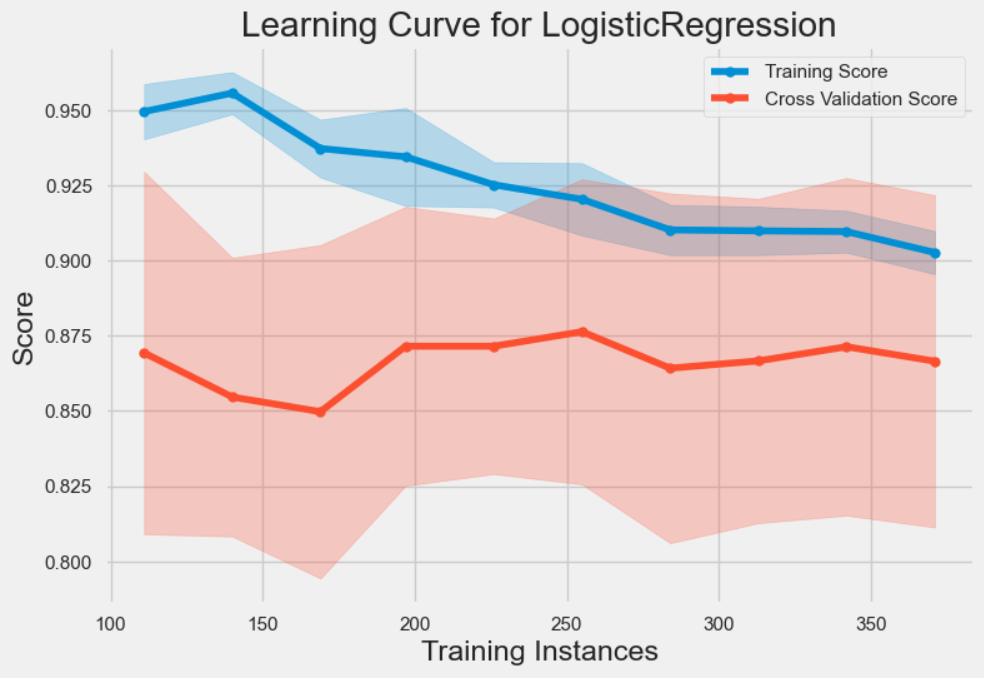 Learning Curve for LogisticRegression
Training Score
Cross Validation Score
Score
0.950
0.925
0.900
0.875
0.850
0.825
0.800
100 150 200 250 300 350
Training Instances